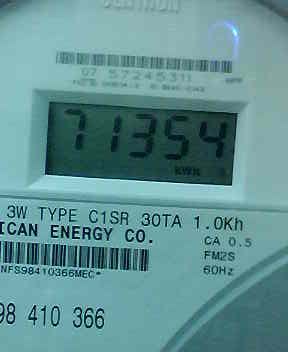 07 57245311
71354
KWH
3W TYPE C1SR 30TA 1.0Kh
ICAN ENERGY CO.
CA 0.5
FM2S
60Hz
NFS98410366MEC*
98 410 366